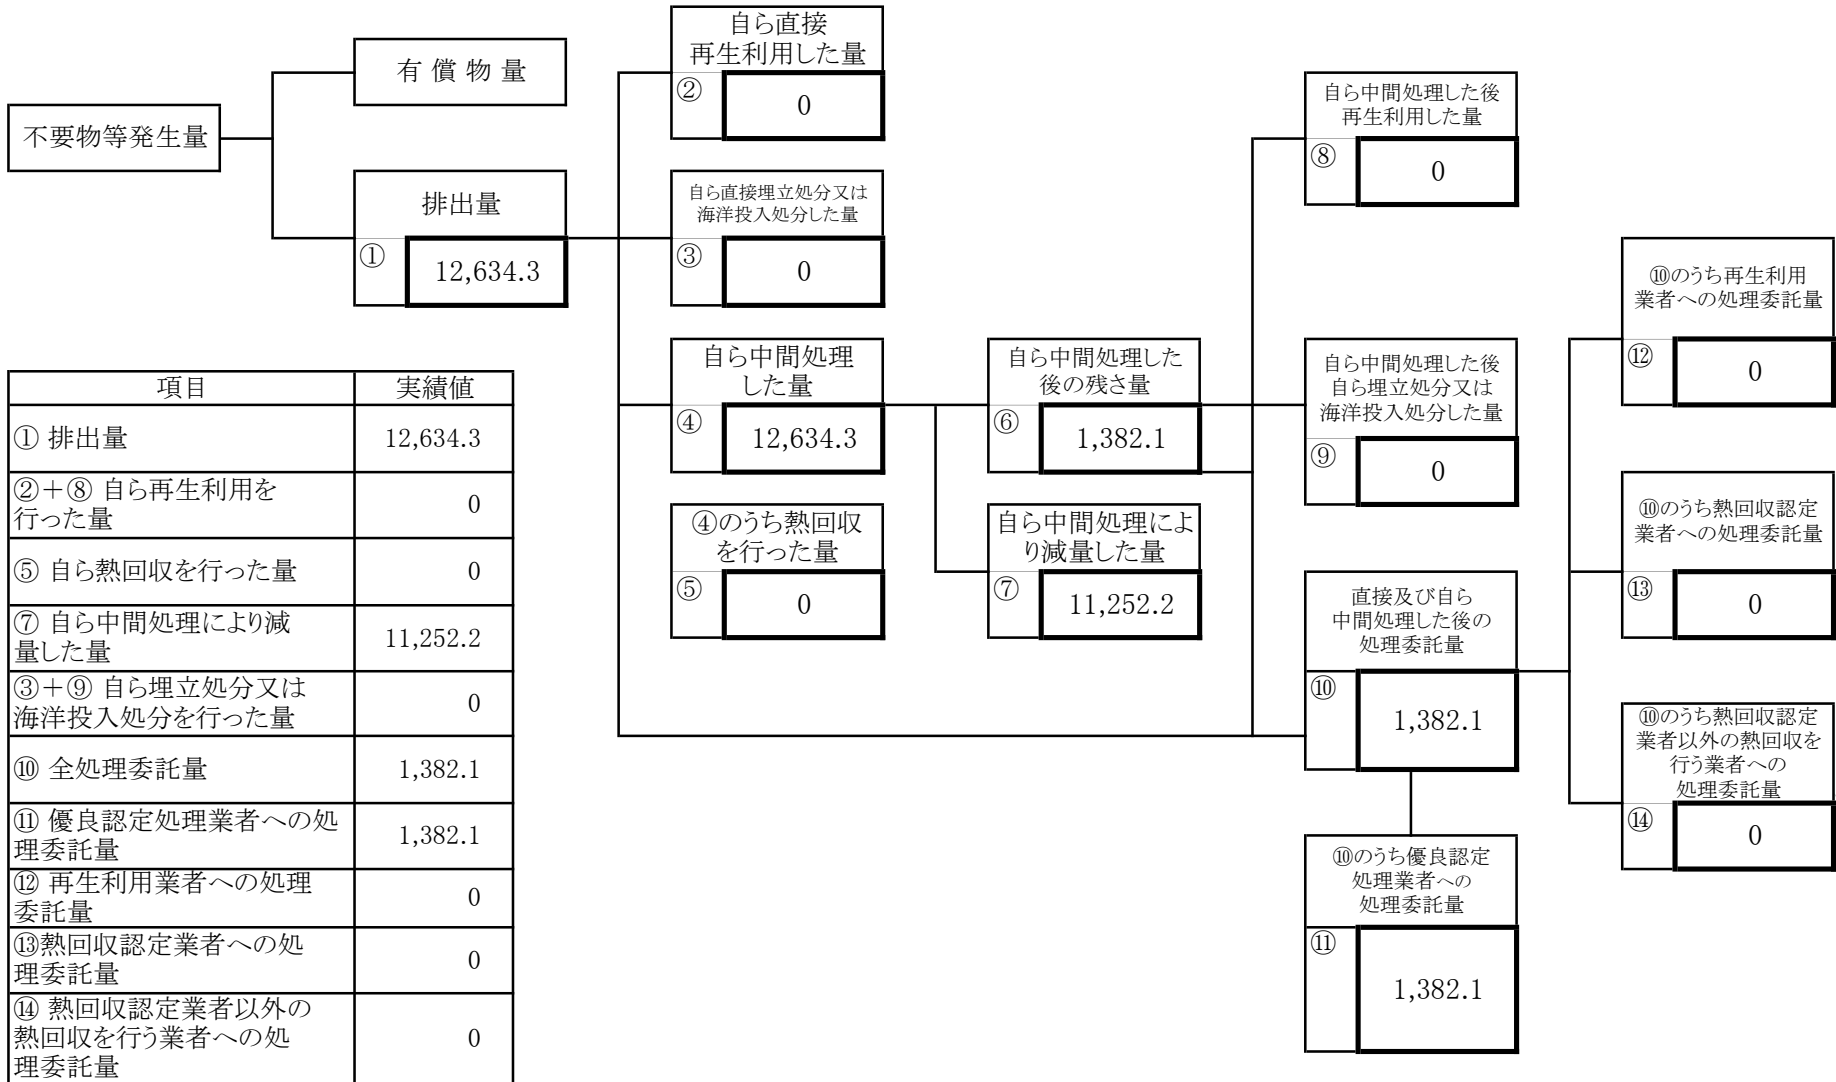 不要物等発生量
有 償 物 量
排出量
①
12,634.3
自ら直接
再生利用した量
②
0
自ら直接埋立処分又は
海洋投入処分した量
③
0
自ら中間処理
した量
④
12,634.3
④のうち熱回収
を行った量
⑤
0
自ら中間処理した
後の残さ量
⑥
1,382.1
自ら中間処理によ
り減量した量
⑦
11,252.2
自ら中間処理した後
再生利用した量
⑧
0
自ら中間処理した後
自ら埋立処分又は
海洋投入処分した量
⑨
0
直接及び自ら
中間処理した後の
処理委託量
⑩
1,382.1
⑩のうち優良認定
処理業者への
処理委託量
⑪
1,382.1
⑩のうち再生利用
業者への処理委託量
⑫
0
⑩のうち熱回収認定
業者への処理委託量
⑬
0
⑩のうち熱回収認定
業者以外の熱回収を
行う業者への
処理委託量
⑭
0
項目 実績値
① 排出量 12,634.3
②＋⑧ 自ら再生利用を
行った量 0
⑤ 自ら熱回収を行った量 0
⑦ 自ら中間処理により減
量した量 11,252.2
③＋⑨ 自ら埋立処分又は
海洋投入処分を行った量 0
⑩ 全処理委託量 1,382.1
⑪ 優良認定処理業者への処
理委託量 1,382.1
⑫ 再生利用業者への処理
委託量 0
⑬熱回収認定業者への処
理委託量 0
⑭ 熱回収認定業者以外の
熱回収を行う業者への処
理委託量 0